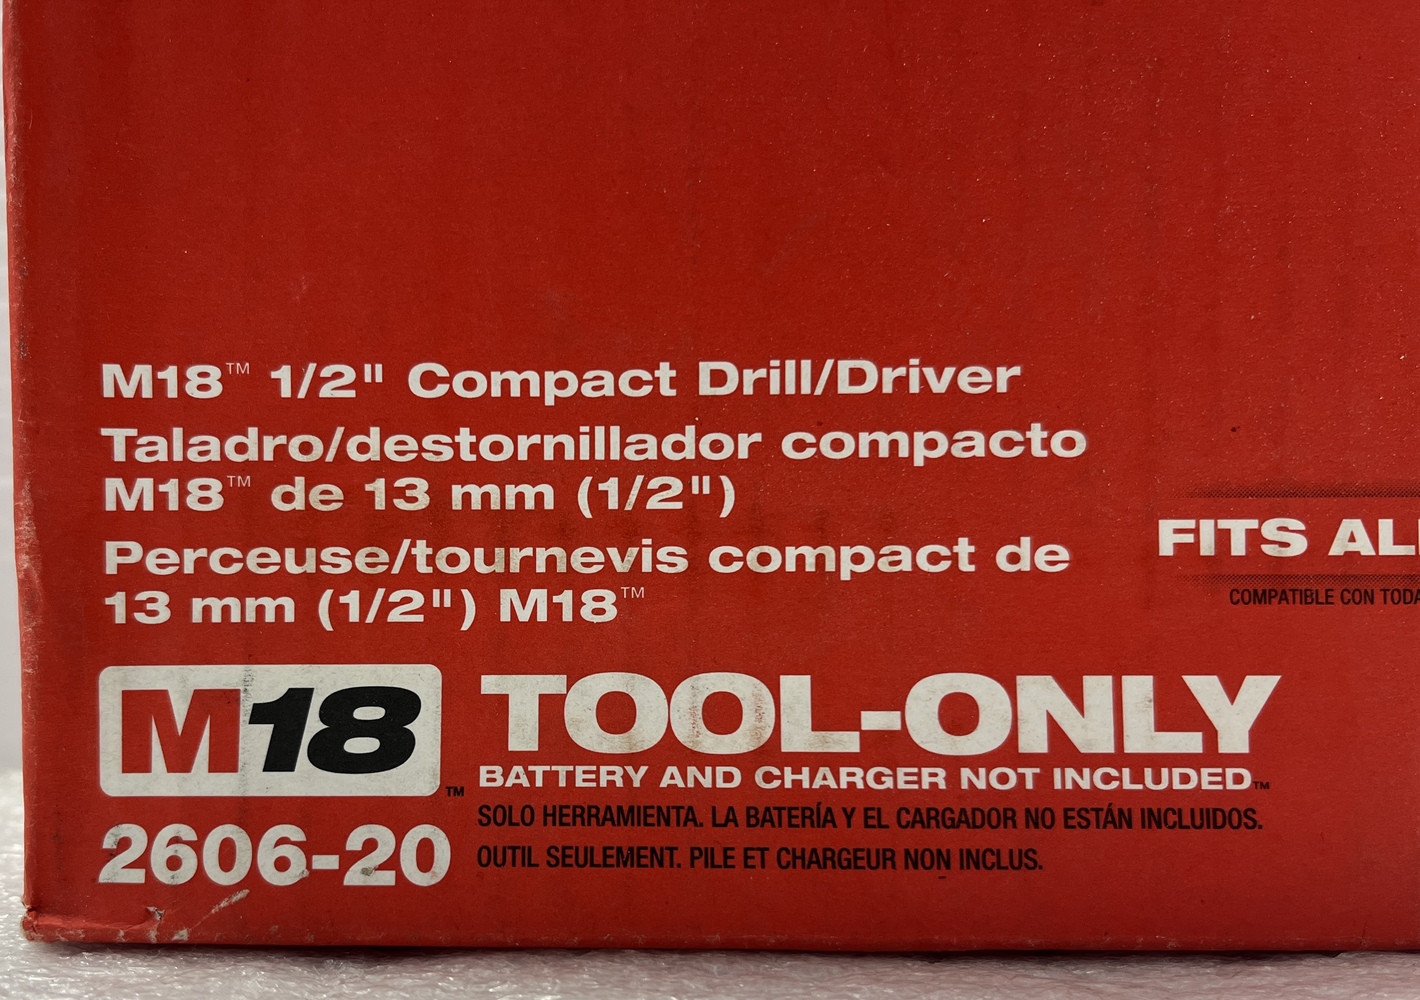 M18™ 1/2" Compact Drill/Driver
Taladro/destornillador compacto
M18™ de 13 mm (1/2")
Perceuse/tournevis compact de
13 mm (1/2") M18™
FITS AL
COMPATIBLE CON TODA
M18™
TOOL-ONLY
BATTERY AND CHARGER NOT INCLUDED™
SOLO HERRAMIENTA. LA BATERÍA Y EL CARGADOR NO ESTÁN INCLUIDOS.
2606-20
OUTIL SEULEMENT. PILE ET CHARGEUR NON INCLUS.